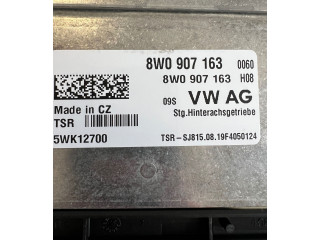 8W0 907 163 0060
8W0 907 163 H08
09S VW AG
Stg.Hinterachsgetriebe
Made in CZ
TSR
5WK12700
TSR-SJ815.08.19F4050124